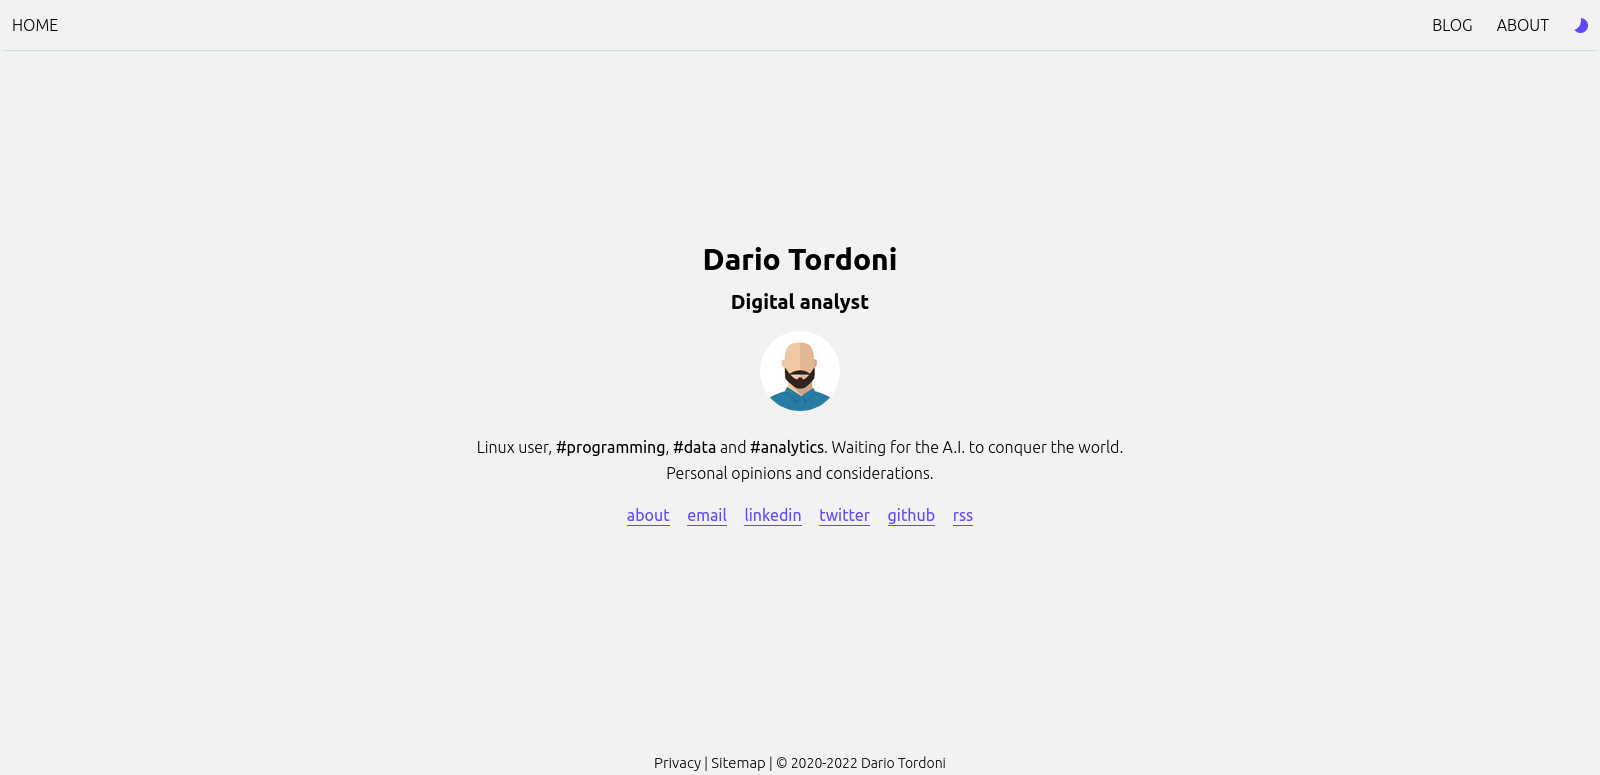 HOME BLOG ABOUT
Dario Tordoni
Digital analyst
Linux user, #programming, #data and #analytics. Waiting for the A.I. to conquer the world.
Personal opinions and considerations.
about email linkedin twitter github rss
Privacy | Sitemap | © 2020-2022 Dario Tordoni